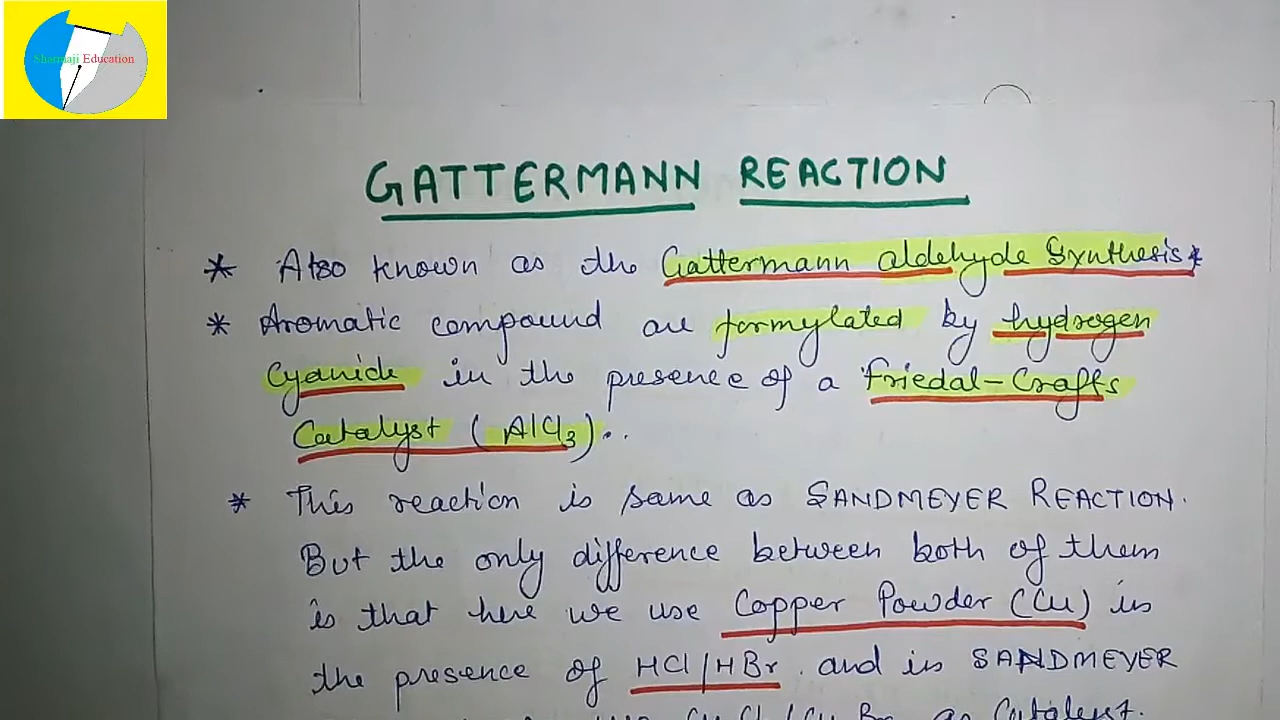 Sharmaji Education
GATTERMANN REACTION
* Also known as the Gattermann aldehyde Synthesis*
* Aromatic compound are formylated by hydrogen
Cyanide in the presence of a Friedal-Crafts
Catalyst (AlCl3)..
* This reaction is same as SANDMEYER REACTION.
But the only difference between both of them
is that here we use Copper Powder (Cu) in
the presence of HCl/HBr. and in SANDMEYER
as Catalyst.